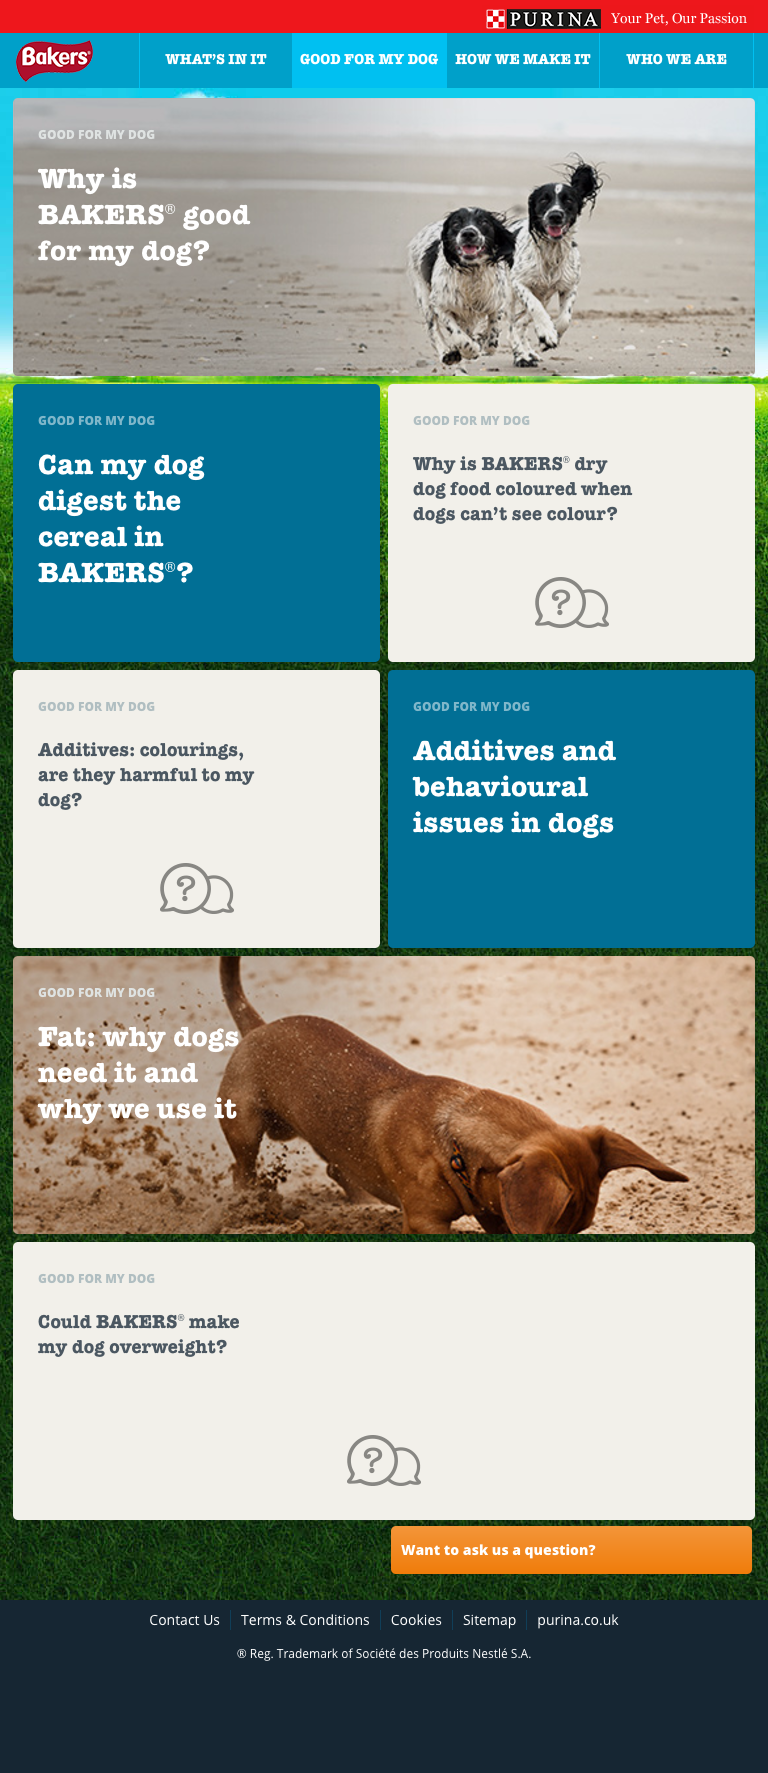 PURINA Your Pet, Our Passion
Bakers®
WHAT'S IN IT GOOD FOR MY DOG HOW WE MAKE IT WHO WE ARE
GOOD FOR MY DOG
Why is
BAKERS® good
for my dog?
GOOD FOR MY DOG
Can my dog
digest the
cereal in
BAKERS®?
GOOD FOR MY DOG
Why is BAKERS® dry
dog food coloured when
dogs can't see colour?
?
GOOD FOR MY DOG
Additives: colourings,
are they harmful to my
dog?
?
GOOD FOR MY DOG
Additives and
behavioural
issues in dogs
GOOD FOR MY DOG
Fat: why dogs
need it and
why we use it
GOOD FOR MY DOG
Could BAKERS® make
my dog overweight?
?
Want to ask us a question?
Contact Us Terms & Conditions Cookies Sitemap purina.co.uk
® Reg. Trademark of Société des Produits Nestlé S.A.